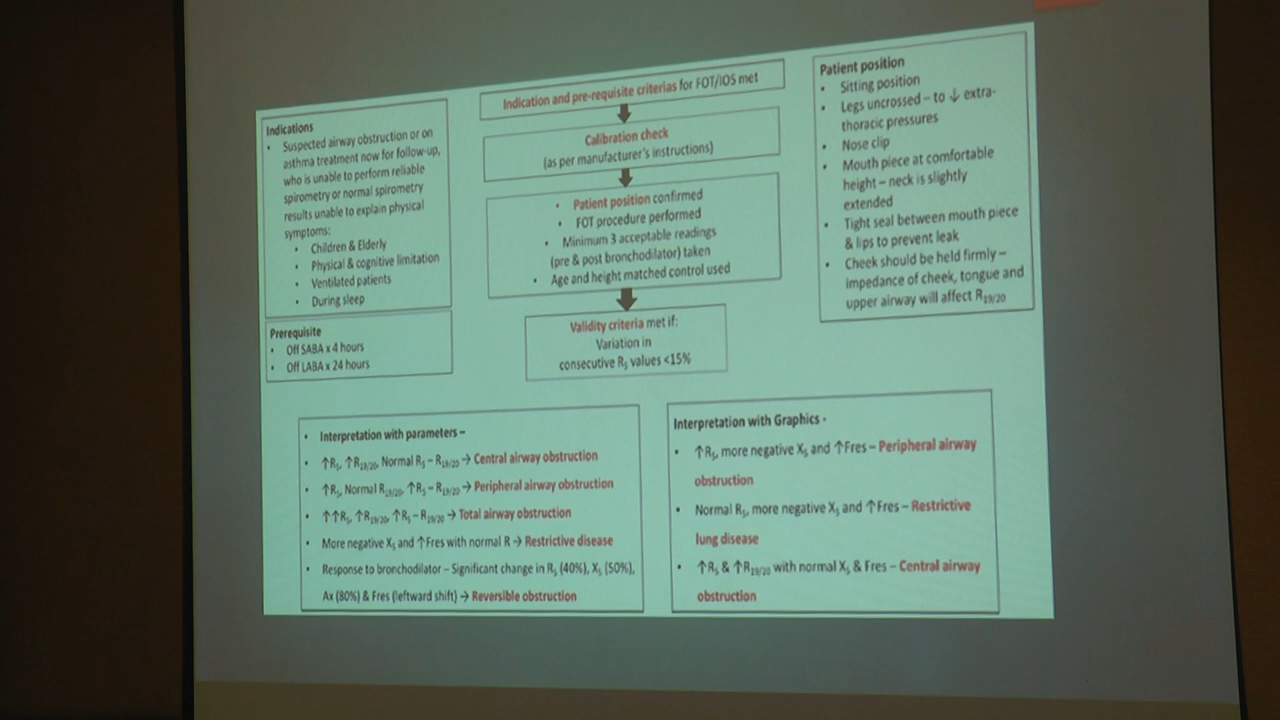 Indication and pre-requisite criterias for FOT/IOS met
Calibration check
(as per manufacturer's instructions)
• Patient position confirmed
• FOT procedure performed
• Minimum 3 acceptable readings
(pre & post bronchodilator) taken
• Age and height matched control used
Validity criteria met if:
Variation in
consecutive R5 values <15%
Indications
• Suspected airway obstruction or on
asthma treatment now for follow-up,
who is unable to perform reliable
spirometry or normal spirometry
results unable to explain physical
symptoms:
• Children & Elderly
• Physical & cognitive limitation
• Ventilated patients
• During sleep
Prerequisite
• Off SABA x 4 hours
• Off LABA x 24 hours
Patient position
• Sitting position
• Legs uncrossed – to ↓ extra-
thoracic pressures
• Nose clip
• Mouth piece at comfortable
height – neck is slightly
extended
• Tight seal between mouth piece
& lips to prevent leak
• Cheek should be held firmly –
impedance of cheek, tongue and
upper airway will affect R19/20
• Interpretation with parameters –
• ↑R5, ↑R19/20, Normal R5 – R19/20 → Central airway obstruction
• ↑R5, Normal R19/20, ↑R5 – R19/20 → Peripheral airway obstruction
• ↑↑R5, ↑R19/20, ↑R5 – R19/20 → Total airway obstruction
• More negative X5 and ↑Fres with normal R → Restrictive disease
• Response to bronchodilator – Significant change in R5 (40%), X5 (50%),
Ax (80%) & Fres (leftward shift) → Reversible obstruction
Interpretation with Graphics -
• ↑R5, more negative X5 and ↑Fres – Peripheral airway
obstruction
• Normal R5, more negative X5 and ↑Fres – Restrictive
lung disease
• ↑R5 & ↑R19/20 with normal X5 & Fres – Central airway
obstruction